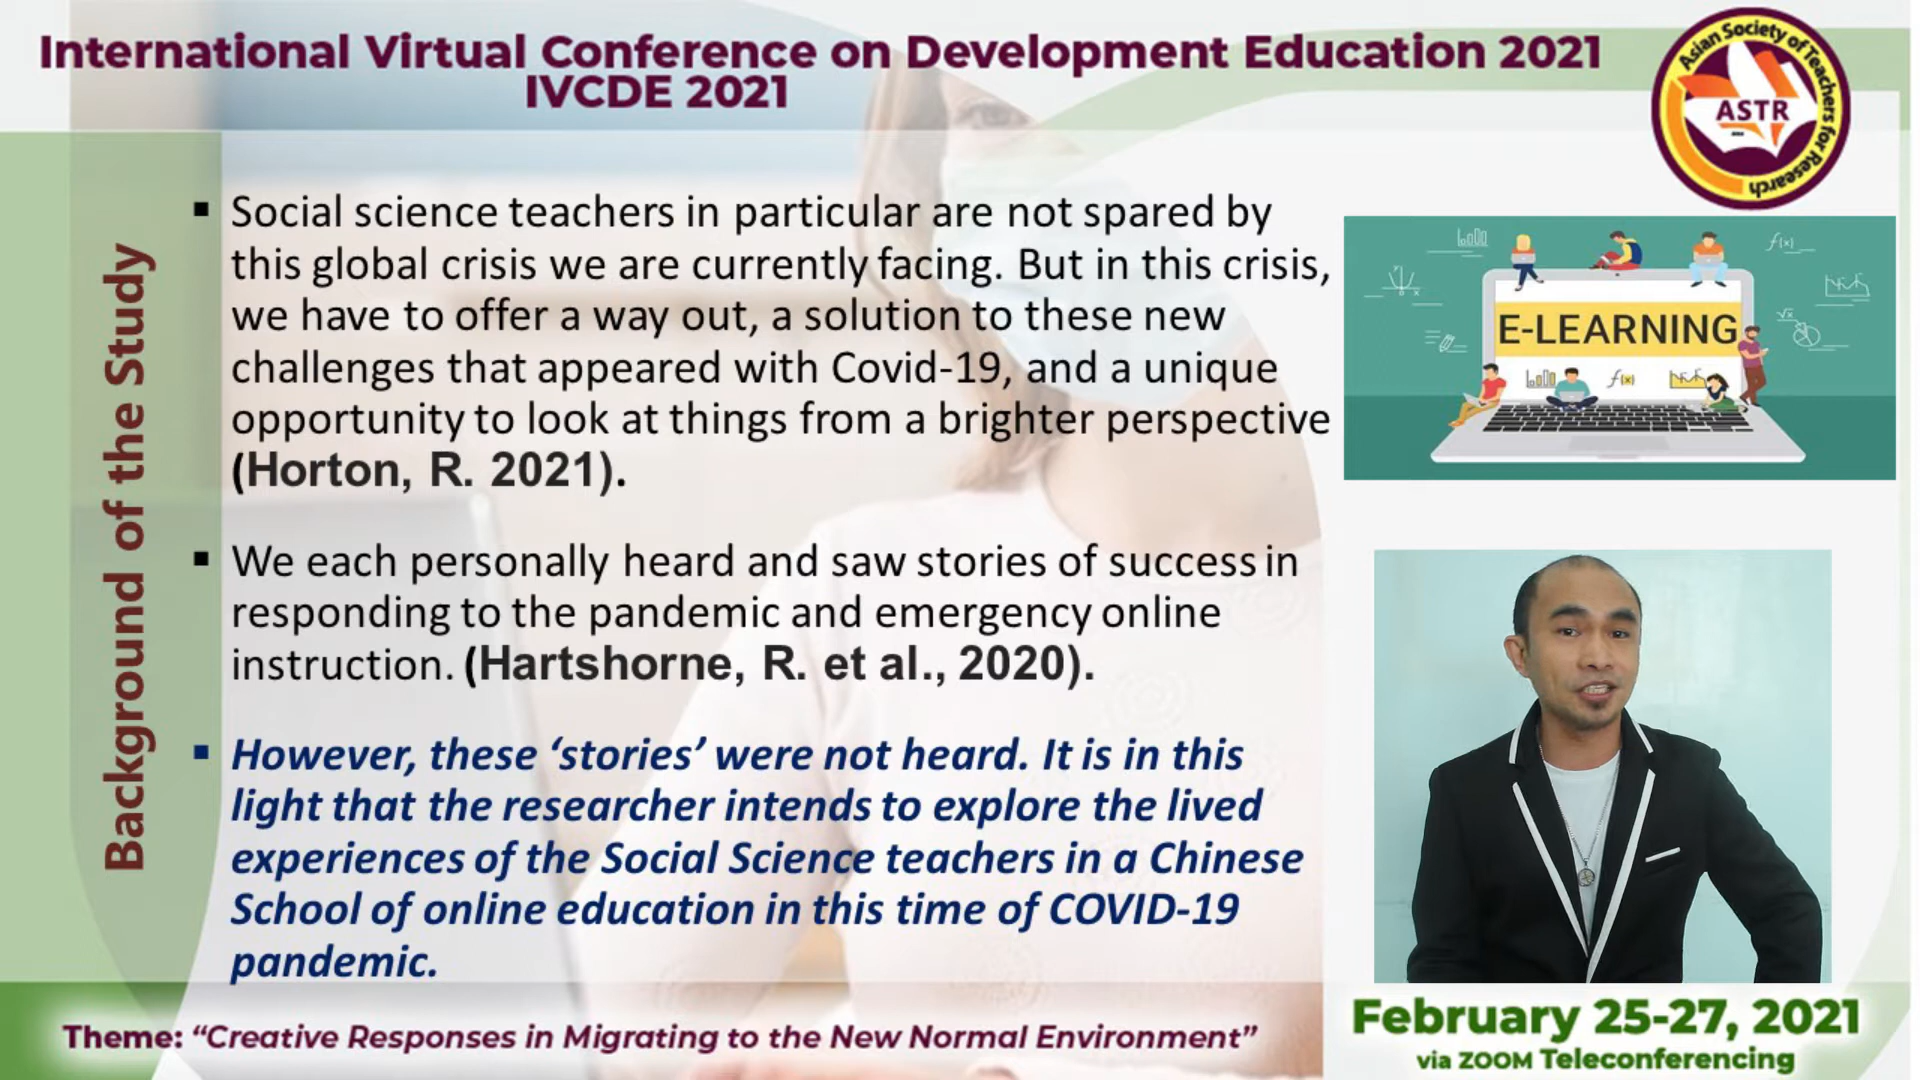 International Virtual Conference on Development Education 2021
IVCDE 2021
Asian Society of Teachers for Research
ASTR
Background of the Study
▪ Social science teachers in particular are not spared by
this global crisis we are currently facing. But in this crisis,
we have to offer a way out, a solution to these new
challenges that appeared with Covid-19, and a unique
opportunity to look at things from a brighter perspective
(Horton, R. 2021).
▪ We each personally heard and saw stories of success in
responding to the pandemic and emergency online
instruction. (Hartshorne, R. et al., 2020).
▪ However, these ‘stories’ were not heard. It is in this
light that the researcher intends to explore the lived
experiences of the Social Science teachers in a Chinese
School of online education in this time of COVID-19
pandemic.
E-LEARNING
f(x)
f(x)
√x
Theme: “Creative Responses in Migrating to the New Normal Environment”
February 25-27, 2021
via ZOOM Teleconferencing